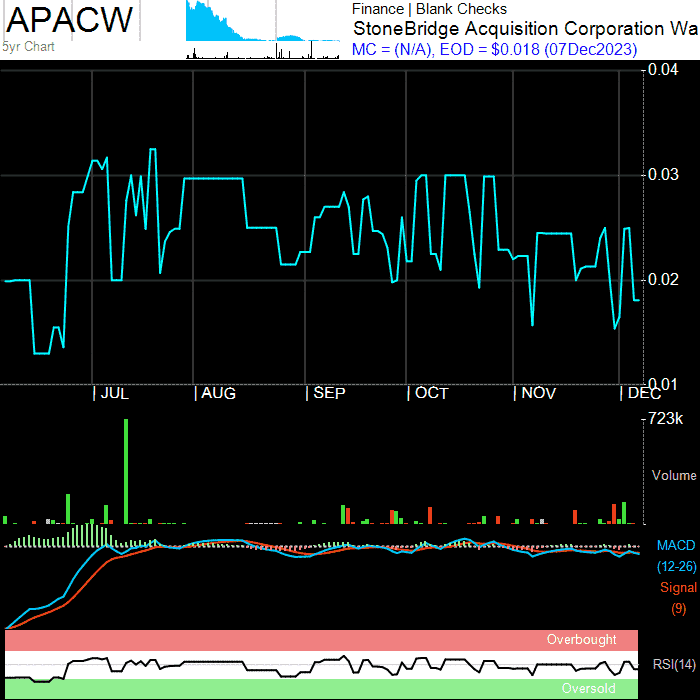 APACW
5yr Chart
Finance | Blank Checks
StoneBridge Acquisition Corporation Wa
MC = (N/A), EOD = $0.018 (07Dec2023)
0.04
0.03
0.02
0.01
| JUL | AUG | SEP | OCT | NOV | DEC
723k
Volume
MACD
(12-26)
Signal
(9)
Overbought
RSI(14)
Oversold